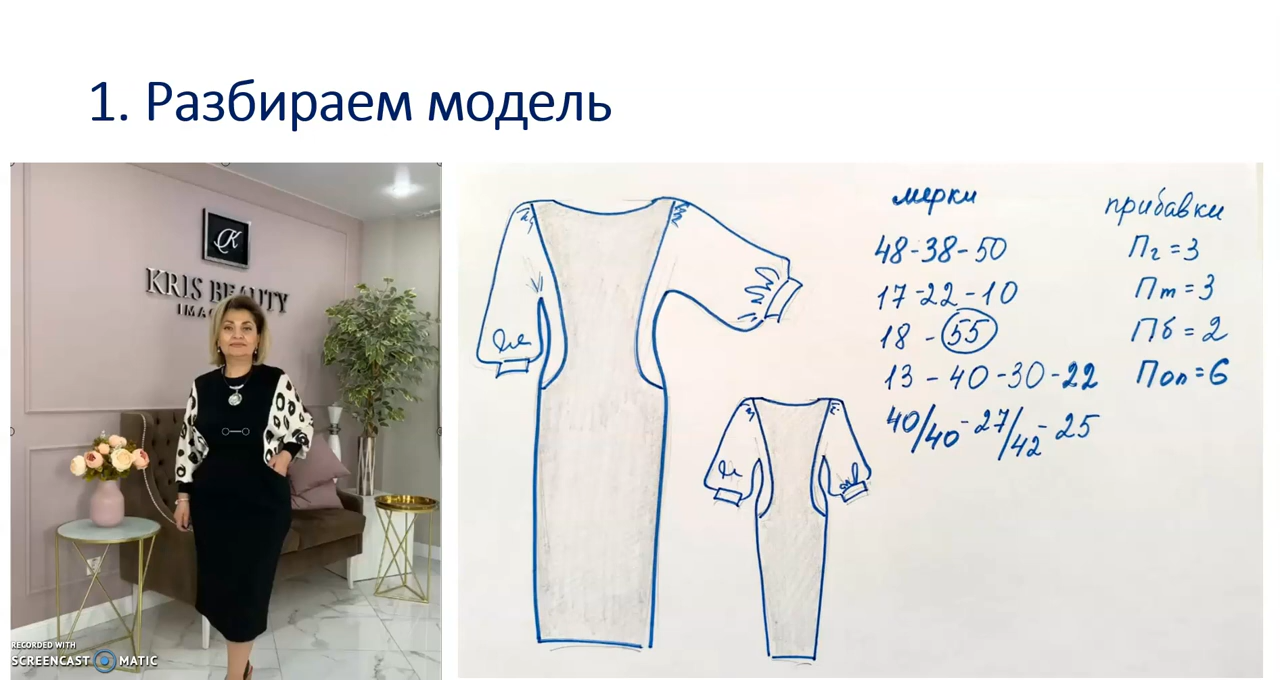 1. Разбираем модель
K
KRIS BEAUTY
IMA
RECORDED WITH
SCREENCAST MATIC
мерки
48-38-50
17-22-10
18 - 55
13 - 40-30-22
40/40-27/42-25
прибавки
Пг=3
Пт=3
Пб=2
Поп=6